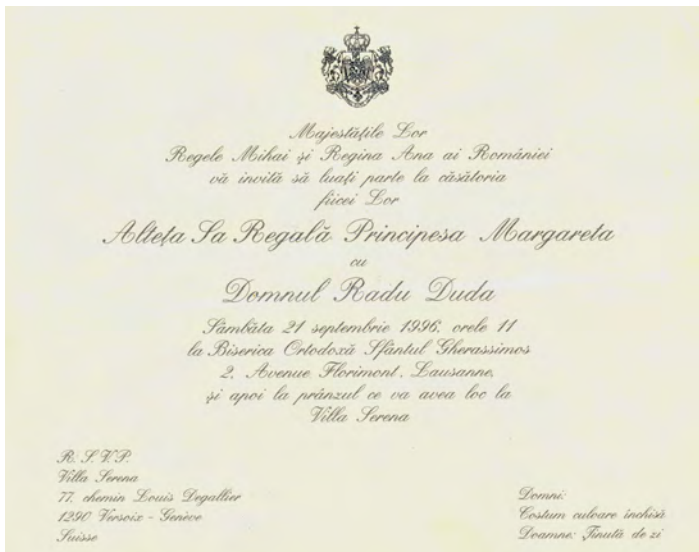 Majestățile Lor
Regele Mihai și Regina Ana ai României
vă invită să luați parte la căsătoria
fiicei Lor
Alteța Sa Regală Principesa Margareta
cu
Domnul Radu Duda
Sâmbăta 21 septembrie 1996, orele 11
la Biserica Ortodoxă Sfântul Gherassimos
2, Avenue Florimont, Lausanne,
și apoi la prânzul ce va avea loc la
Villa Serena
R. S. V. P.
Villa Serena
77, chemin Louis Degallier
1290 Versoix - Genève
Suisse
Domni:
Costum culoare închisă
Doamne: Ținută de zi